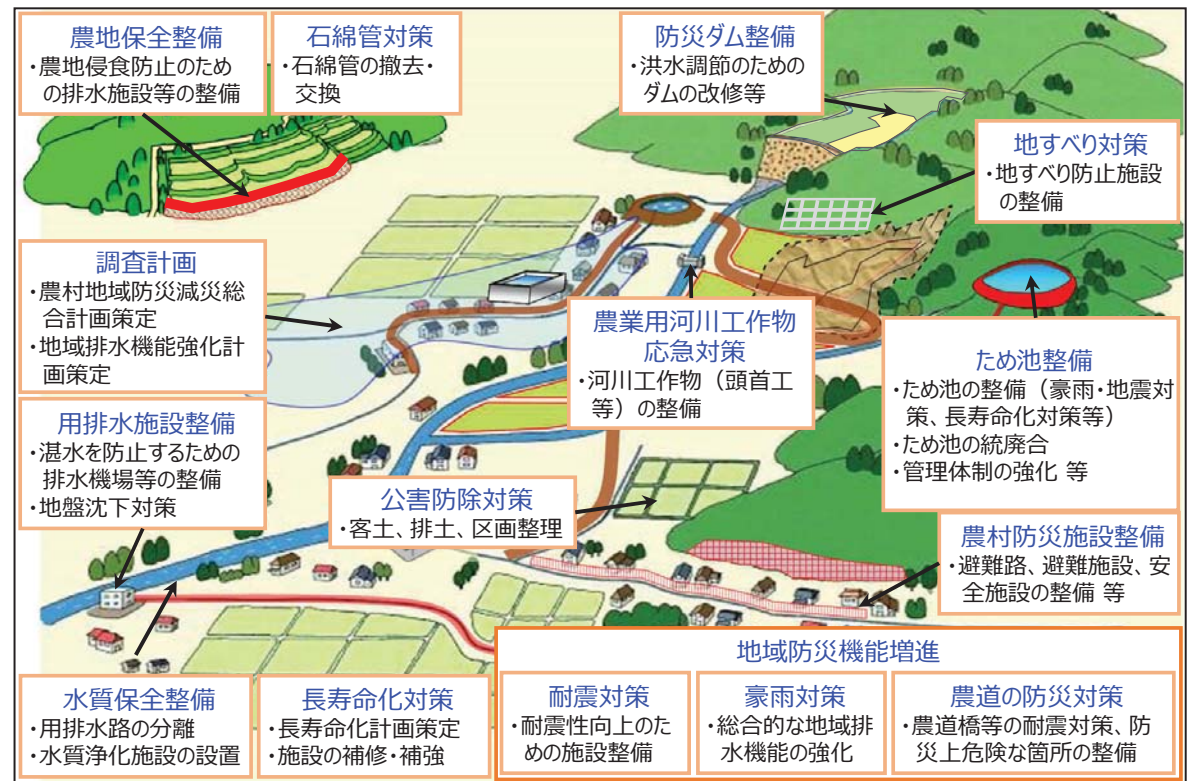 農地保全整備
・農地侵食防止のため
の排水施設等の整備
石綿管対策
・石綿管の撤去・
交換
防災ダム整備
・洪水調節のための
ダムの改修等
地すべり対策
・地すべり防止施設
の整備
調査計画
・農村地域防災減災総
合計画策定
・地域排水機能強化計
画策定
農業用河川工作物
応急対策
・河川工作物（頭首工
等）の整備
ため池整備
・ため池の整備（豪雨・地震対
策、長寿命化対策等）
・ため池の統廃合
・管理体制の強化 等
用排水施設整備
・湛水を防止するための
排水機場等の整備
・地盤沈下対策
公害防除対策
・客土、排土、区画整理
農村防災施設整備
・避難路、避難施設、安
全施設の整備 等
水質保全整備
・用排水路の分離
・水質浄化施設の設置
長寿命化対策
・長寿命化計画策定
・施設の補修・補強
地域防災機能増進
耐震対策
・耐震性向上のた
めの施設整備
豪雨対策
・総合的な地域排
水機能の強化
農道の防災対策
・農道橋等の耐震対策、防
災上危険な箇所の整備